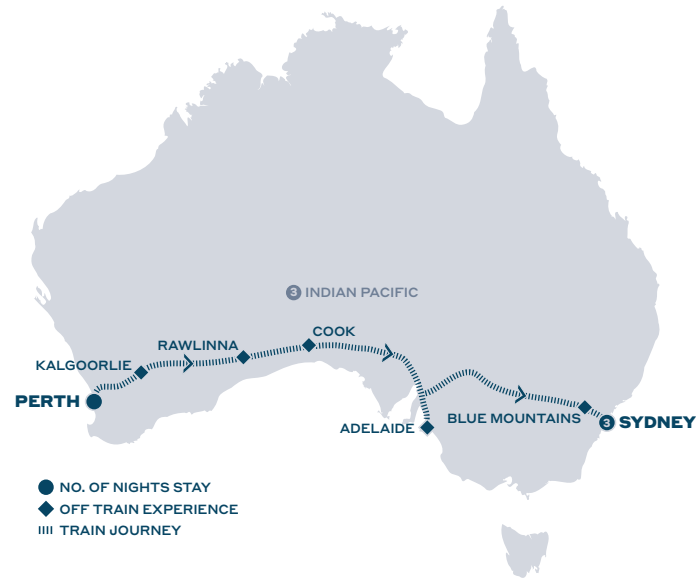 3 INDIAN PACIFIC
COOK
RAWLINNA
KALGOORLIE
PERTH
ADELAIDE
BLUE MOUNTAINS
3 SYDNEY
NO. OF NIGHTS STAY
OFF TRAIN EXPERIENCE
TRAIN JOURNEY